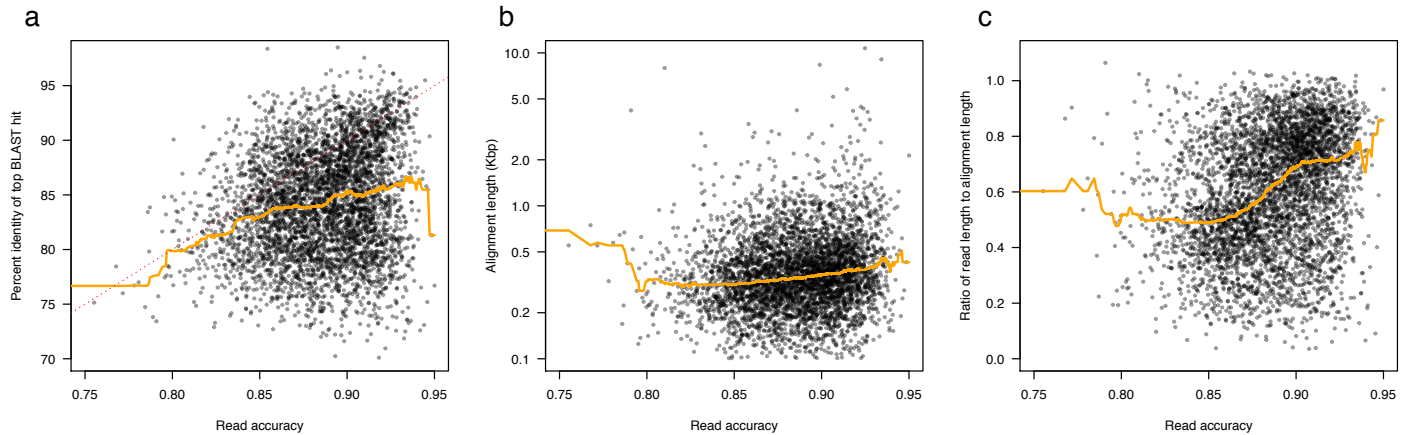 a
Percent identity of top BLAST hit
95
90
85
80
75
70
0.75 0.80 0.85 0.90 0.95
Read accuracy
b
Alignment length (Kbp)
10.0
5.0
2.0
1.0
0.5
0.2
0.1
0.75 0.80 0.85 0.90 0.95
Read accuracy
c
Ratio of read length to alignment length
1.0
0.8
0.6
0.4
0.2
0.0
0.75 0.80 0.85 0.90 0.95
Read accuracy